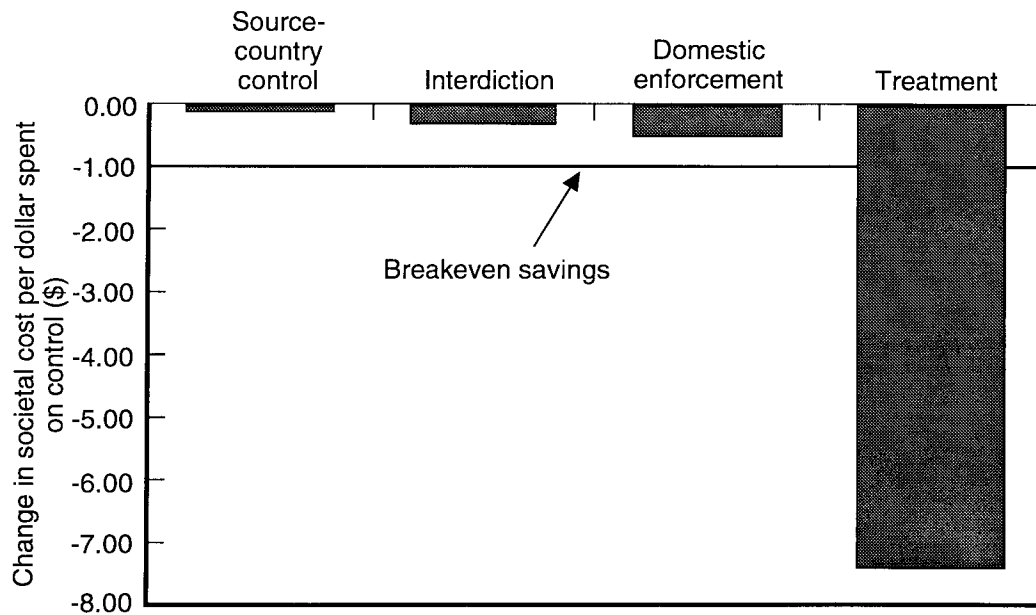 Source-
country
control
Interdiction
Domestic
enforcement
Treatment
0.00
-1.00
-2.00
-3.00
-4.00
-5.00
-6.00
-7.00
-8.00
Breakeven savings
Change in societal cost per dollar spent
on control ($)